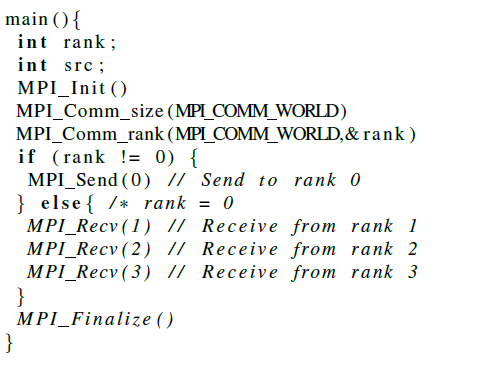 main(){
int rank;
int src;
MPI_Init()
MPI_Comm_size(MPI_COMM_WORLD)
MPI_Comm_rank(MPI_COMM_WORLD,&rank)
if (rank != 0) {
MPI_Send(0) // Send to rank 0
} else{ /* rank = 0
MPI_Recv(1) // Receive from rank 1
MPI_Recv(2) // Receive from rank 2
MPI_Recv(3) // Receive from rank 3
}
MPI_Finalize()
}